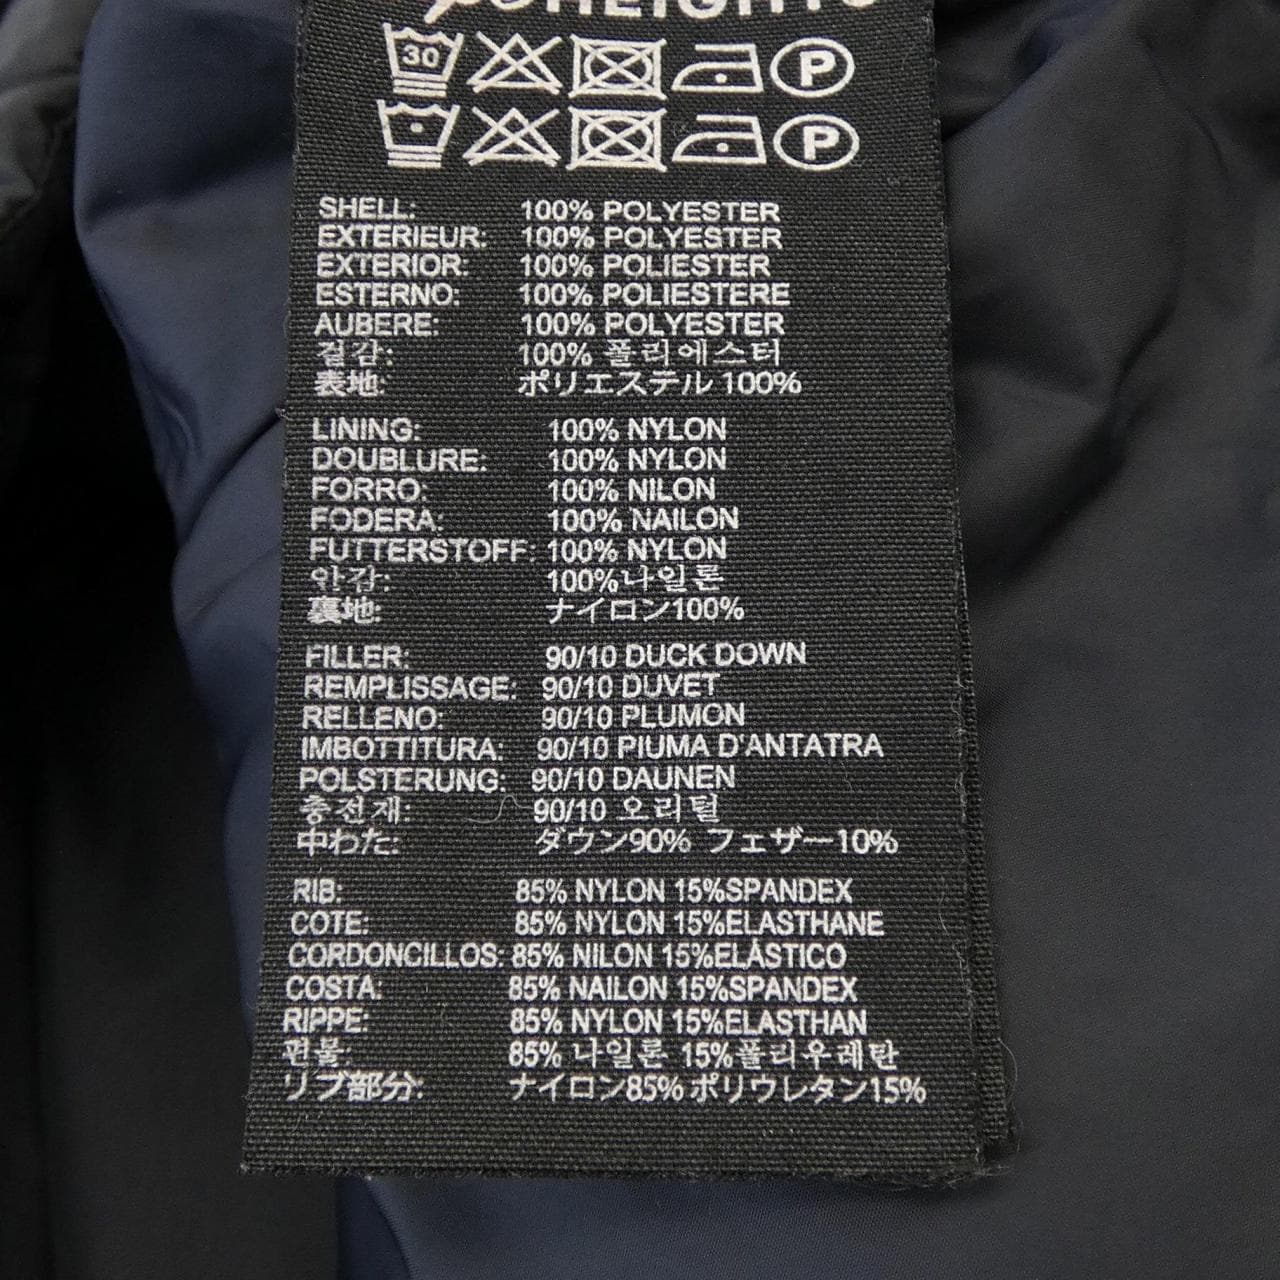 HEIGHTS
30 P
P
SHELL: 100% POLYESTER
EXTERIEUR: 100% POLYESTER
EXTERIOR: 100% POLIESTER
ESTERNO: 100% POLIESTERE
AUBERE: 100% POLYESTER
겉감: 100% 폴리에스터
表地: ポリエステル 100%
LINING: 100% NYLON
DOUBLURE: 100% NYLON
FORRO: 100% NILON
FODERA: 100% NAILON
FUTTERSTOFF: 100% NYLON
안감: 100%나일론
裏地: ナイロン100%
FILLER: 90/10 DUCK DOWN
REMPLISSAGE: 90/10 DUVET
RELLENO: 90/10 PLUMON
IMBOTTITURA: 90/10 PIUMA D'ANTATRA
POLSTERUNG: 90/10 DAUNEN
충전재: 90/10 오리털
中わた: ダウン90% フェザー10%
RIB: 85% NYLON 15%SPANDEX
COTE: 85% NYLON 15%ELASTHANE
CORDONCILLOS: 85% NILON 15%ELÁSTICO
COSTA: 85% NAILON 15%SPANDEX
RIPPE: 85% NYLON 15%ELASTHAN
편물: 85% 나일론 15%폴리우레탄
リブ部分: ナイロン85% ポリウレタン15%